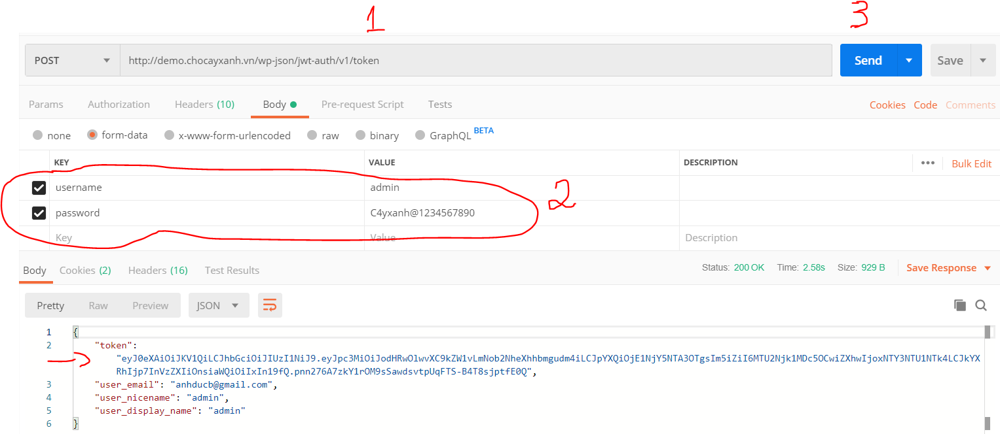 1
3
POST http://demo.chocayxanh.vn/wp-json/jwt-auth/v1/token Send Save
Params Authorization Headers (10) Body Pre-request Script Tests Cookies Code Comments
none form-data x-www-form-urlencoded raw binary GraphQL BETA
KEY VALUE DESCRIPTION ••• Bulk Edit
username admin
2
password C4yxanh@1234567890
Key Value Description
Body Cookies (2) Headers (16) Test Results Status: 200 OK Time: 2.58s Size: 929 B Save Response
Pretty Raw Preview JSON
1 {
2 "token":
"eyJ0eXAiOiJKV1QiLCJhbGciOiJIUzI1NiJ9.eyJpc3MiOiJodHRwOlwvXC9kZW1vLmNob2NheXhhbmgudm4iLCJpYXQiOjE1NjY5NTA3OTgsIm5iZiI6MTU2Njk1MDc5OCwiZXhwIjoxNTY3NTU1NTk4LCJkYX
RhIjp7InVzZXIiOnsiaWQiOiIxIn19fQ.pnn276A7zkY1rOM9sSawdsvtpUqFTS-B4T8sjptfE0Q",
3 "user_email": "anhducb@gmail.com",
4 "user_nicename": "admin",
5 "user_display_name": "admin"
6 }